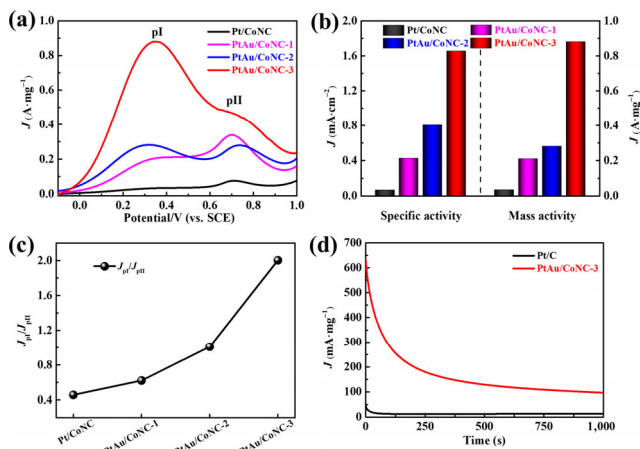 (a)
pI
pII
Pt/CoNC
PtAu/CoNC-1
PtAu/CoNC-2
PtAu/CoNC-3
J (A·mg⁻¹)
1.0
0.8
0.6
0.4
0.2
0.0
0.0 0.2 0.4 0.6 0.8 1.0
Potential/V (vs. SCE)
(b)
Pt/CoNC PtAu/CoNC-1
PtAu/CoNC-2 PtAu/CoNC-3
J (mA·cm⁻²)
2.0
1.6
1.2
0.8
0.4
0.0
1.0
0.8
0.6
0.4
0.2
0.0
J (A·mg⁻¹)
Specific activity Mass activity
(c)
JpI/JpII
JpI/JpII
2.0
1.6
1.2
0.8
0.4
Pt/CoNC PtAu/CoNC-1 PtAu/CoNC-2 PtAu/CoNC-3
(d)
Pt/C
PtAu/CoNC-3
J (mA·mg⁻¹)
700
600
500
400
300
200
100
0
0 250 500 750 1,000
Time (s)